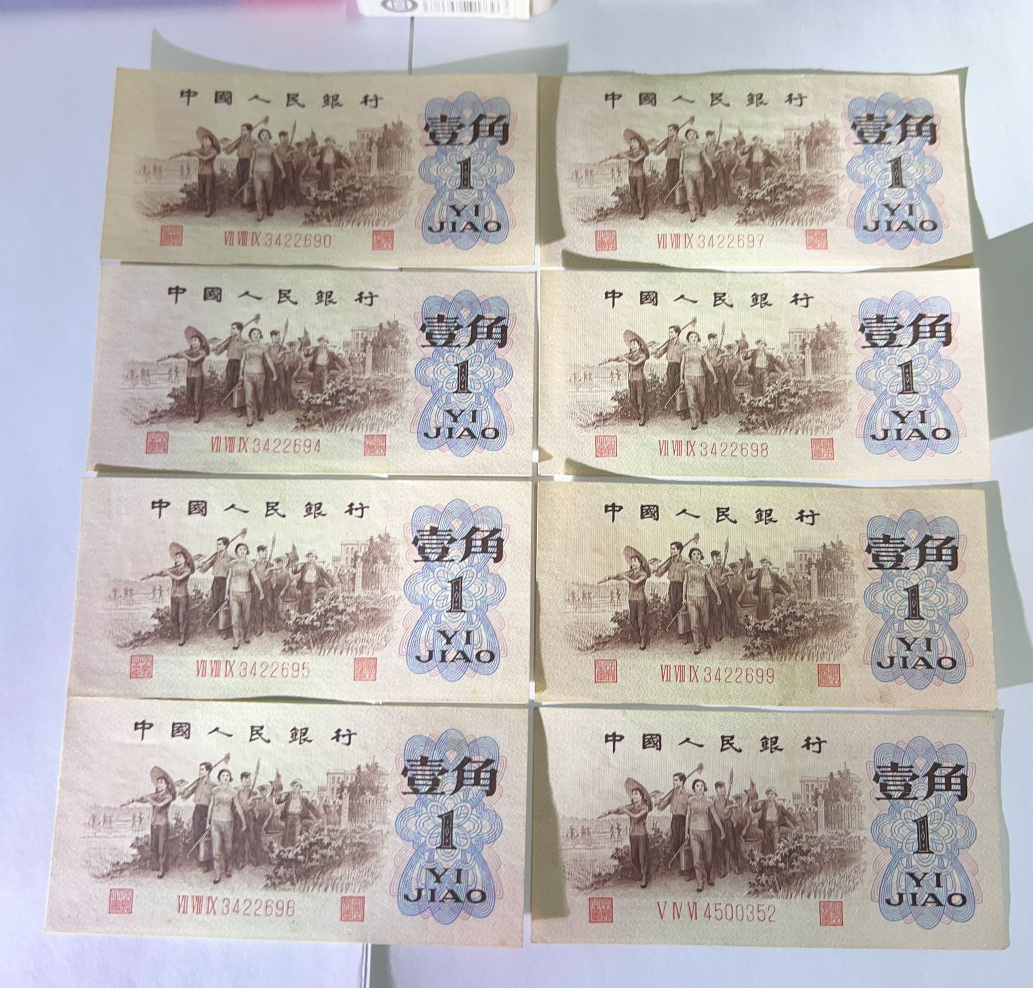 中國人民銀行
壹角
1
YI
JIAO
VII VIII IX 3422690
中國人民銀行
壹角
1
YI
JIAO
VII VIII IX 3422697
中國人民銀行
壹角
1
YI
JIAO
VII VIII IX 3422694
中國人民銀行
壹角
1
YI
JIAO
VII VIII IX 3422698
中國人民銀行
壹角
1
YI
JIAO
VII VIII IX 3422695
中國人民銀行
壹角
1
YI
JIAO
VII VIII IX 3422699
中國人民銀行
壹角
1
YI
JIAO
VII VIII IX 3422696
中國人民銀行
壹角
1
YI
JIAO
V IV VI 4500352